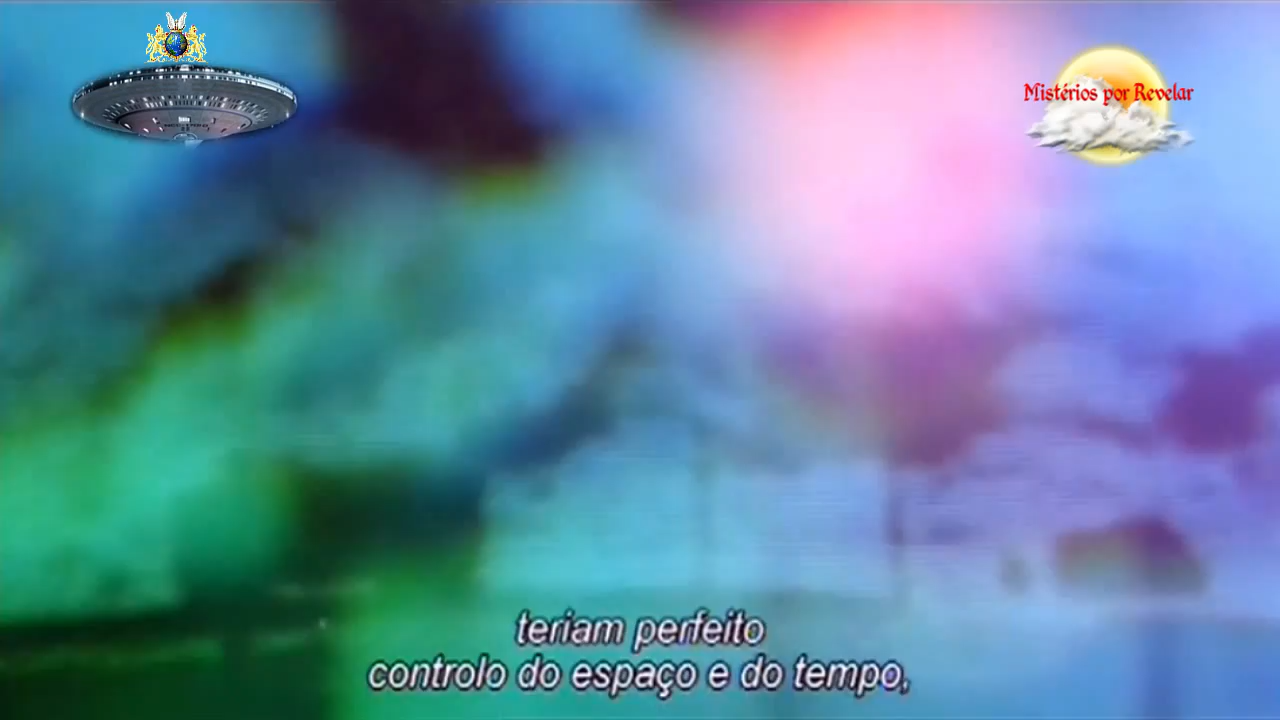 Mistérios por Revelar
teriam perfeito
controlo do espaço e do tempo,